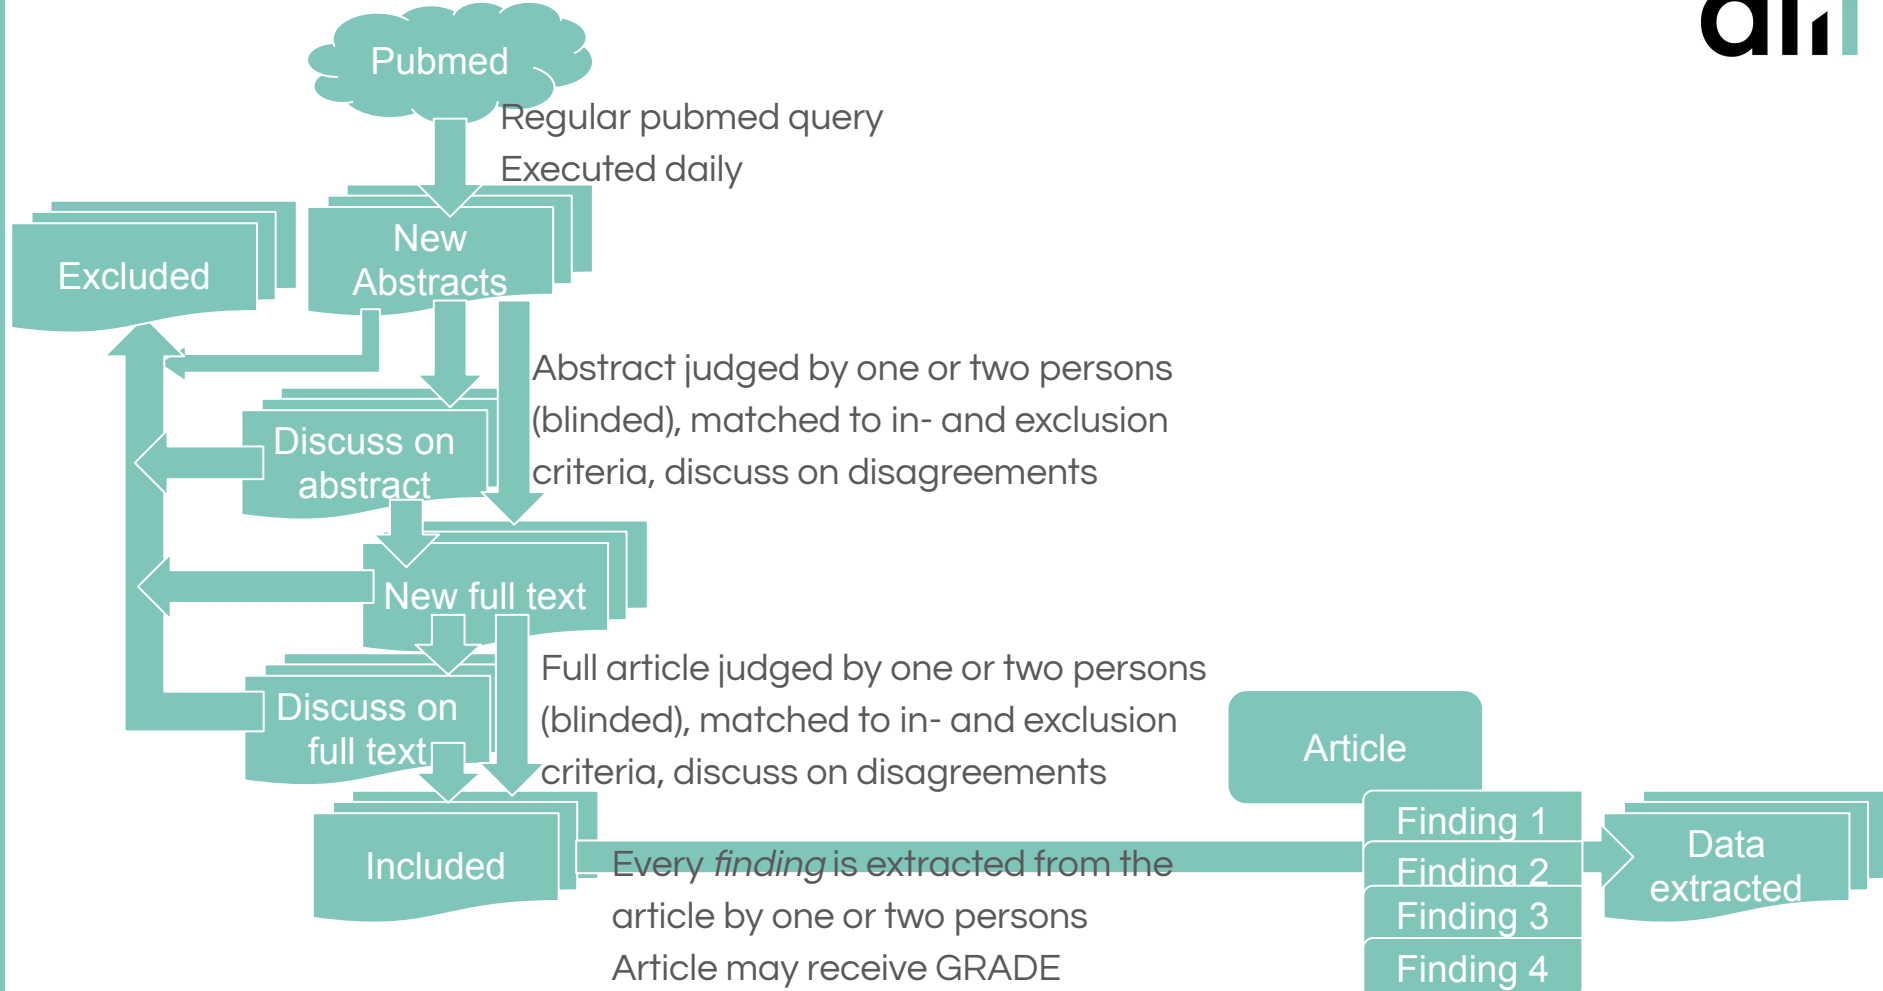 Pubmed
Regular pubmed query
Executed daily
Excluded
New
Abstracts
Abstract judged by one or two persons
(blinded), matched to in- and exclusion
criteria, discuss on disagreements
Discuss on
abstract
New full text
Full article judged by one or two persons
(blinded), matched to in- and exclusion
criteria, discuss on disagreements
Discuss on
full text
Article
Included
Every finding is extracted from the
article by one or two persons
Article may receive GRADE
Finding 1
Finding 2
Finding 3
Finding 4
Data
extracted